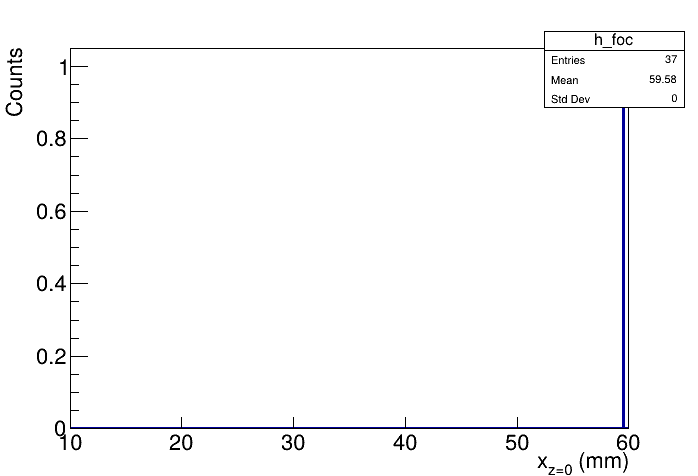 h_foc
Entries 37
Mean 59.58
Std Dev 0
Counts
1
0.8
0.6
0.4
0.2
0
10 20 30 40 50 60
x_{z=0} (mm)